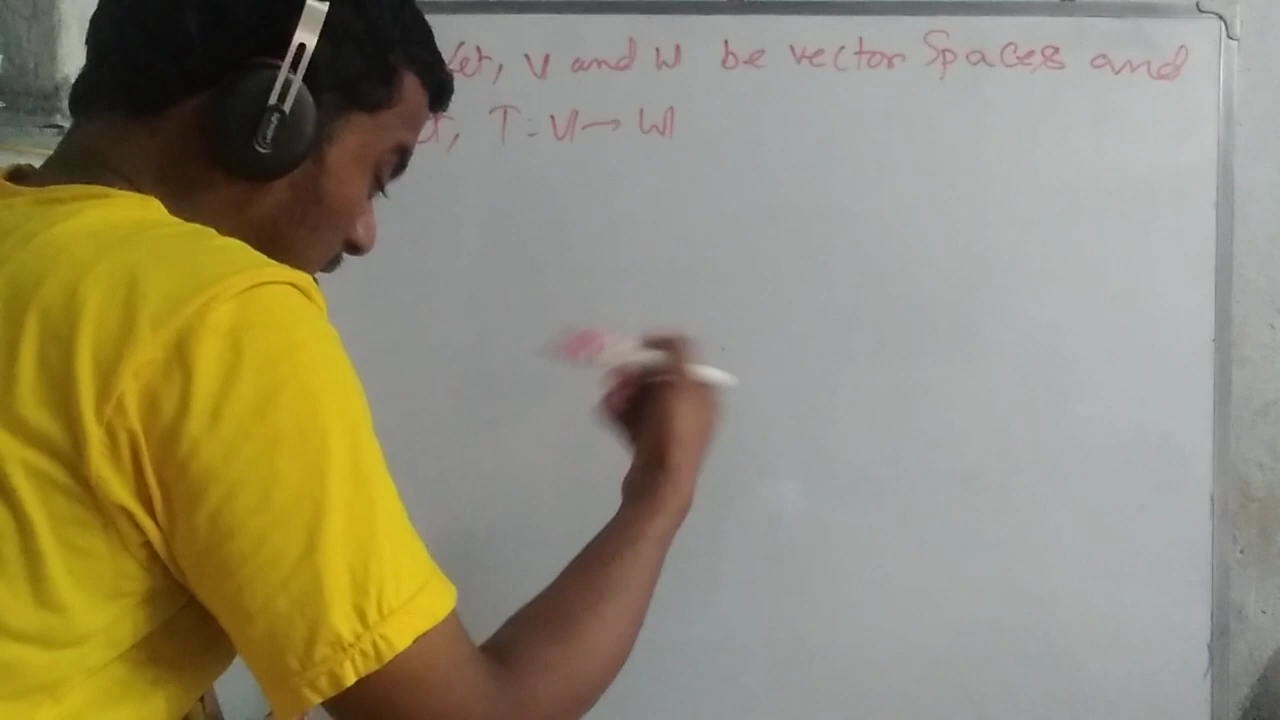 Let, V and W be vector Spaces and
T: V → W